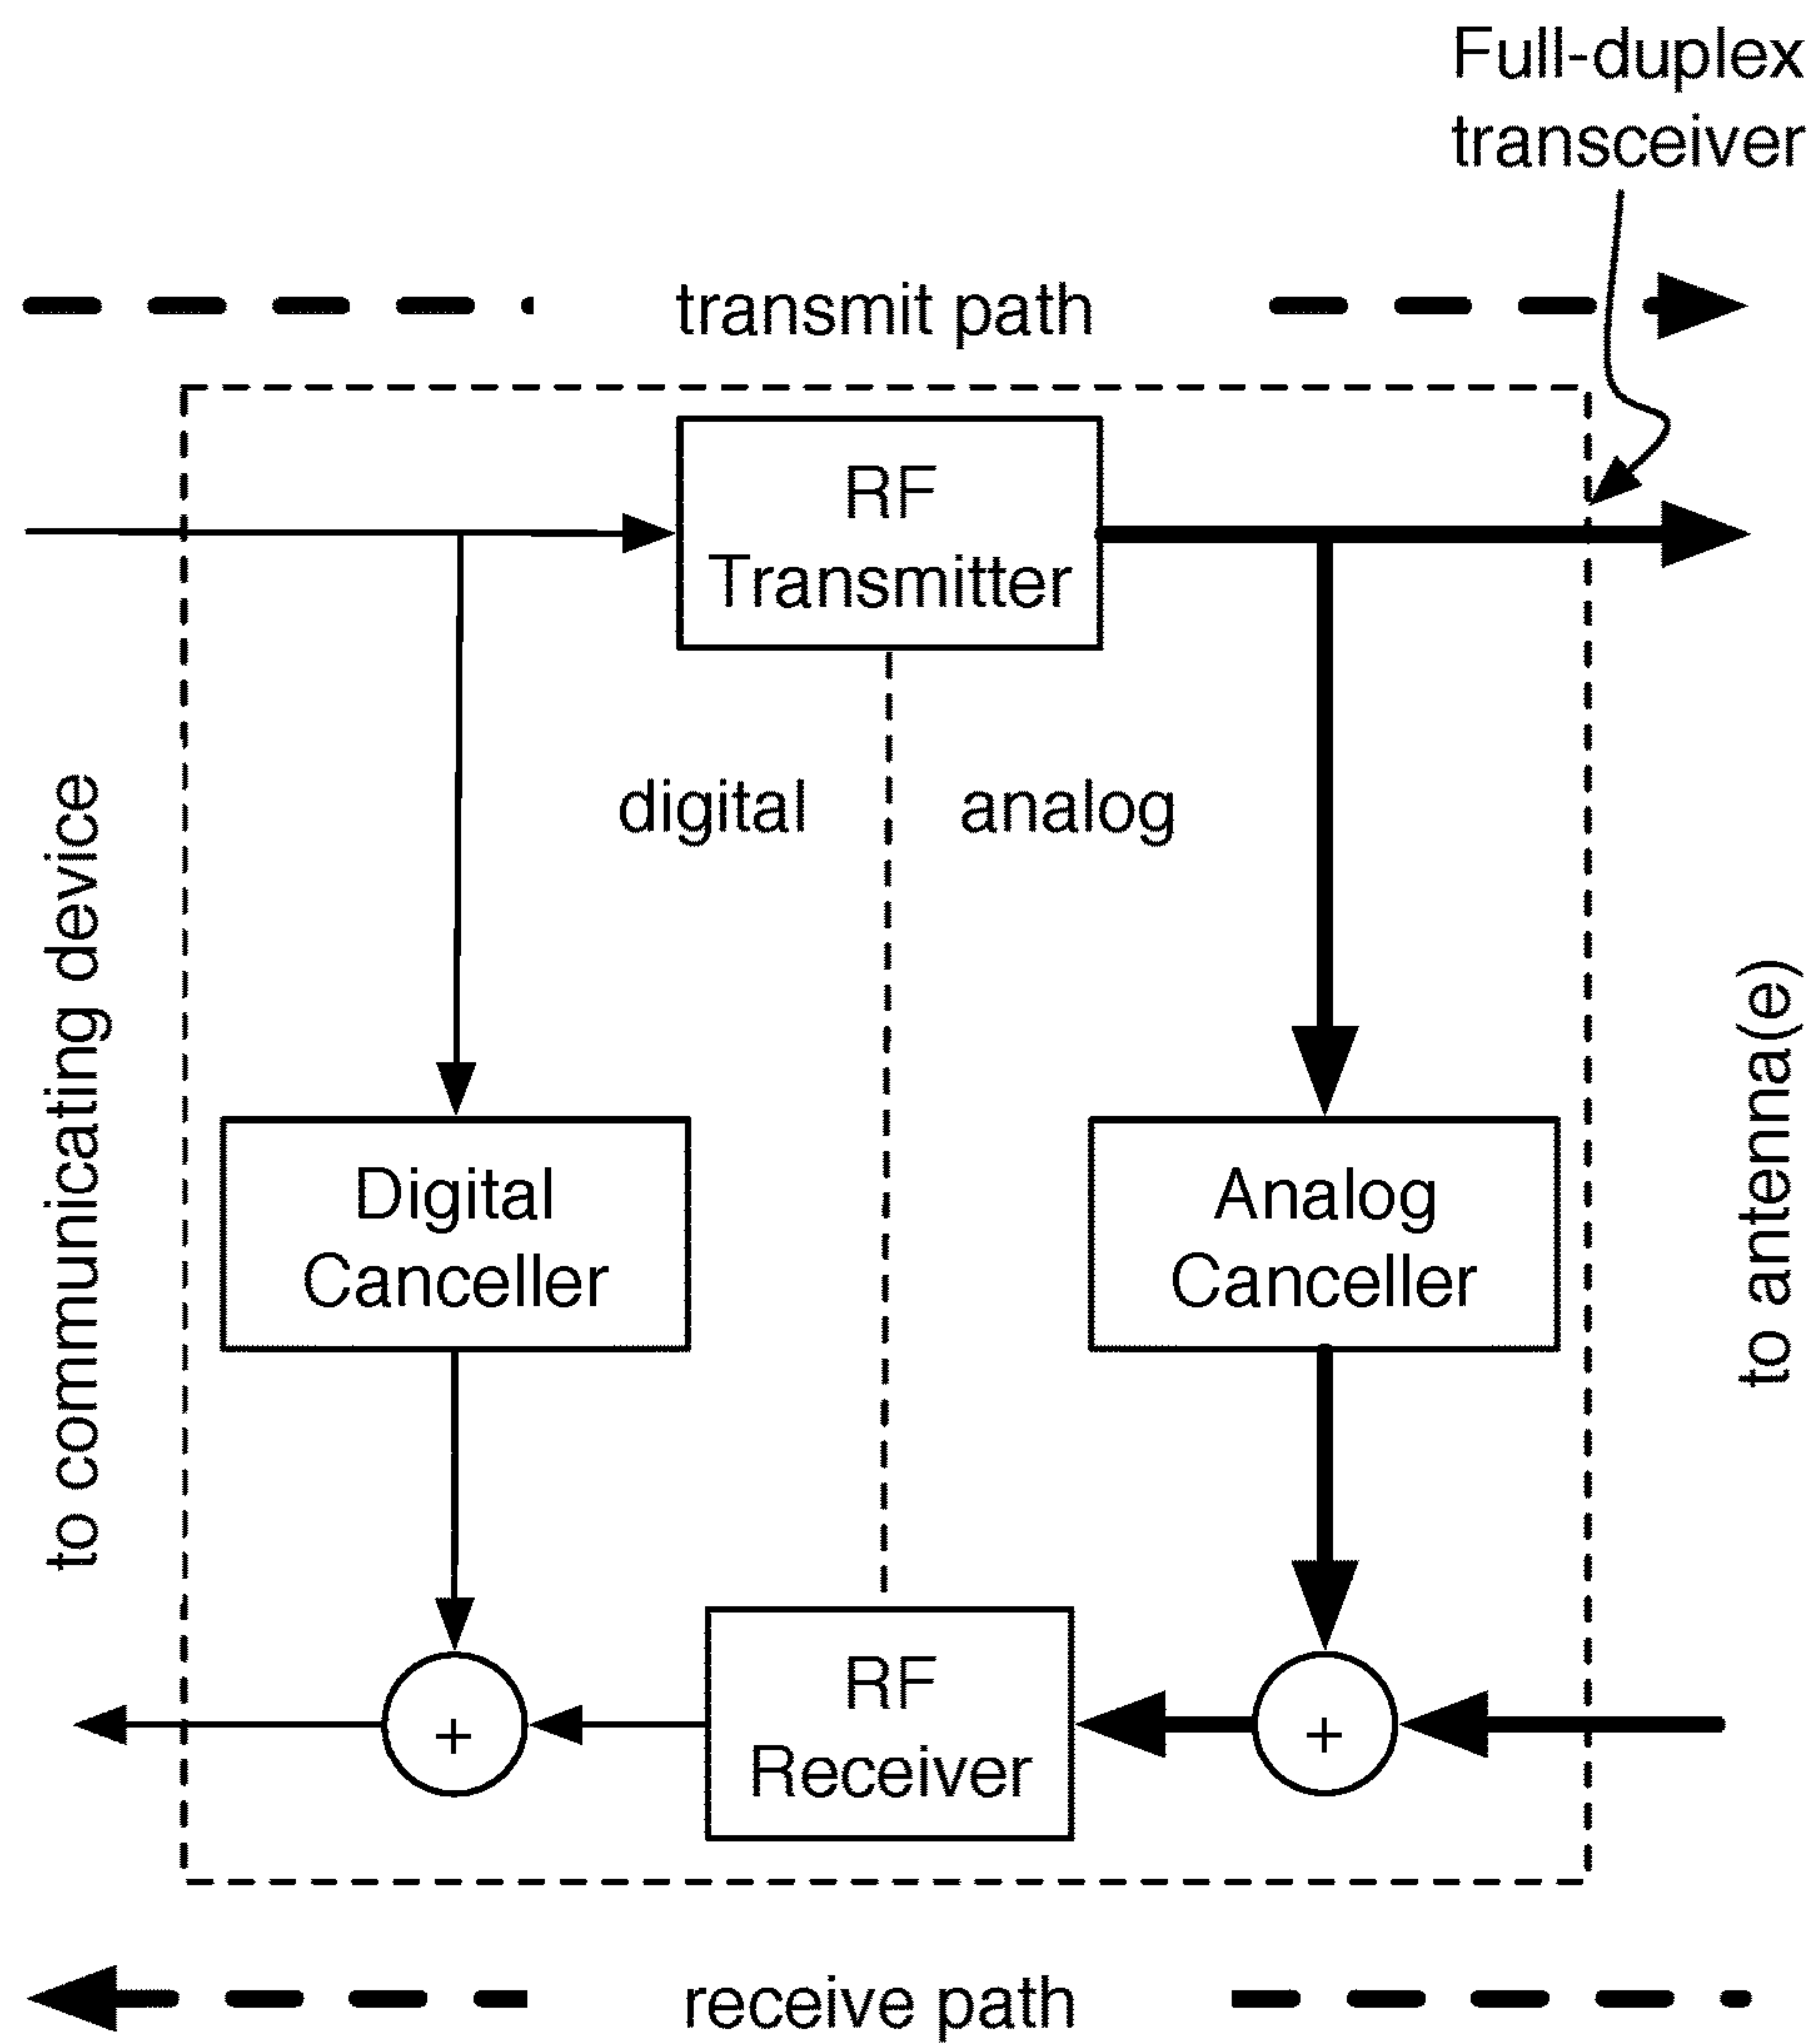 Full-duplex
transceiver
transmit path
RF
Transmitter
digital
analog
to communicating device
to antenna(e)
Digital
Canceller
Analog
Canceller
RF
Receiver
+
+
receive path